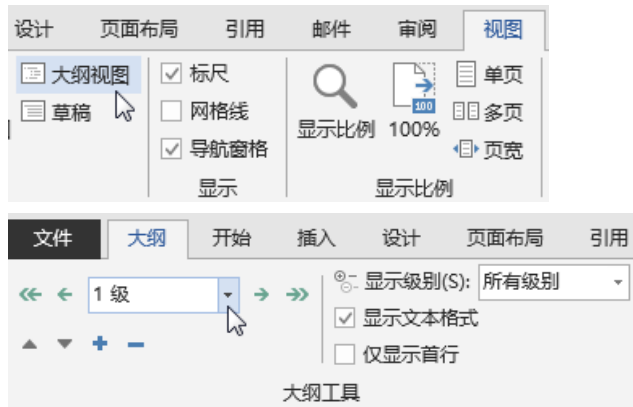 设计 页面布局 引用 邮件 审阅 视图
大纲视图 标尺 单页
草稿 网格线 显示比例 100 100% 多页
导航窗格 页宽
显示 显示比例
文件 大纲 开始 插入 设计 页面布局 引用
1 级 显示级别(S): 所有级别
显示文本格式
仅显示首行
大纲工具